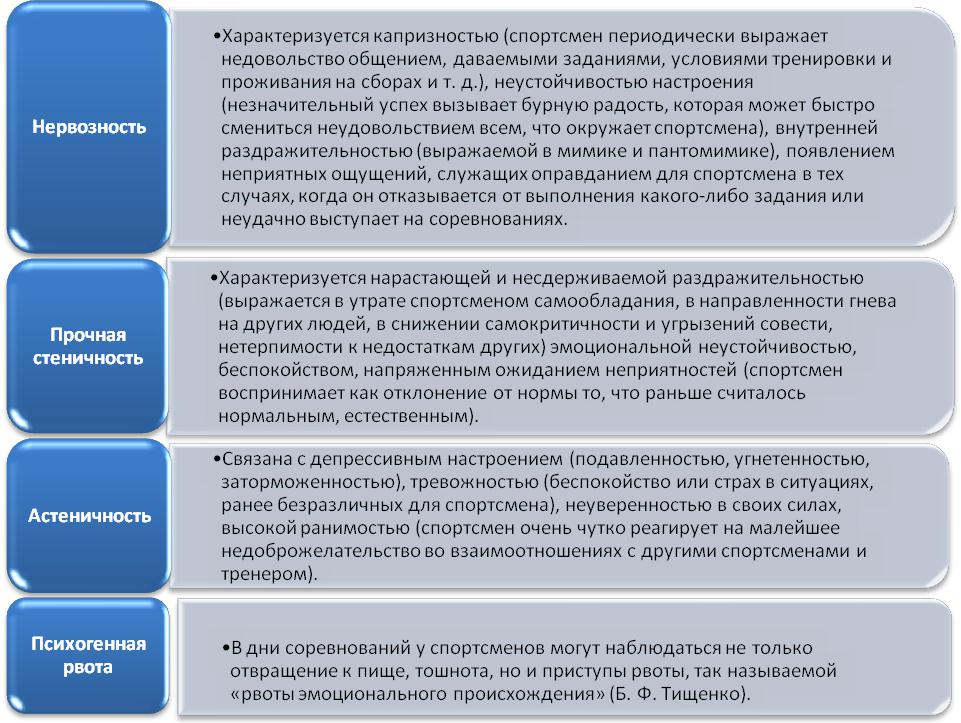 Нервозность
•Характеризуется капризностью (спортсмен периодически выражает
недовольство общением, даваемыми заданиями, условиями тренировки и
проживания на сборах и т. д.), неустойчивостью настроения
(незначительный успех вызывает бурную радость, которая может быстро
смениться неудовольствием всем, что окружает спортсмена), внутренней
раздражительностью (выражаемой в мимике и пантомимике), появлением
неприятных ощущений, служащих оправданием для спортсмена в тех
случаях, когда он отказывается от выполнения какого-либо задания или
неудачно выступает на соревнованиях.
Прочная
стеничность
•Характеризуется нарастающей и несдерживаемой раздражительностью
(выражается в утрате спортсменом самообладания, в направленности гнева
на других людей, в снижении самокритичности и угрызений совести,
нетерпимости к недостаткам других) эмоциональной неустойчивостью,
беспокойством, напряженным ожиданием неприятностей (спортсмен
воспринимает как отклонение от нормы то, что раньше считалось
нормальным, естественным).
Астеничность
•Связана с депрессивным настроением (подавленностью, угнетенностью,
заторможенностью), тревожностью (беспокойство или страх в ситуациях,
ранее безразличных для спортсмена), неуверенностью в своих силах,
высокой ранимостью (спортсмен очень чутко реагирует на малейшее
недоброжелательство во взаимоотношениях с другими спортсменами и
тренером).
Психогенная
рвота
•В дни соревнований у спортсменов могут наблюдаться не только
отвращение к пище, тошнота, но и приступы рвоты, так называемой
«рвоты эмоционального происхождения» (Б. Ф. Тищенко).